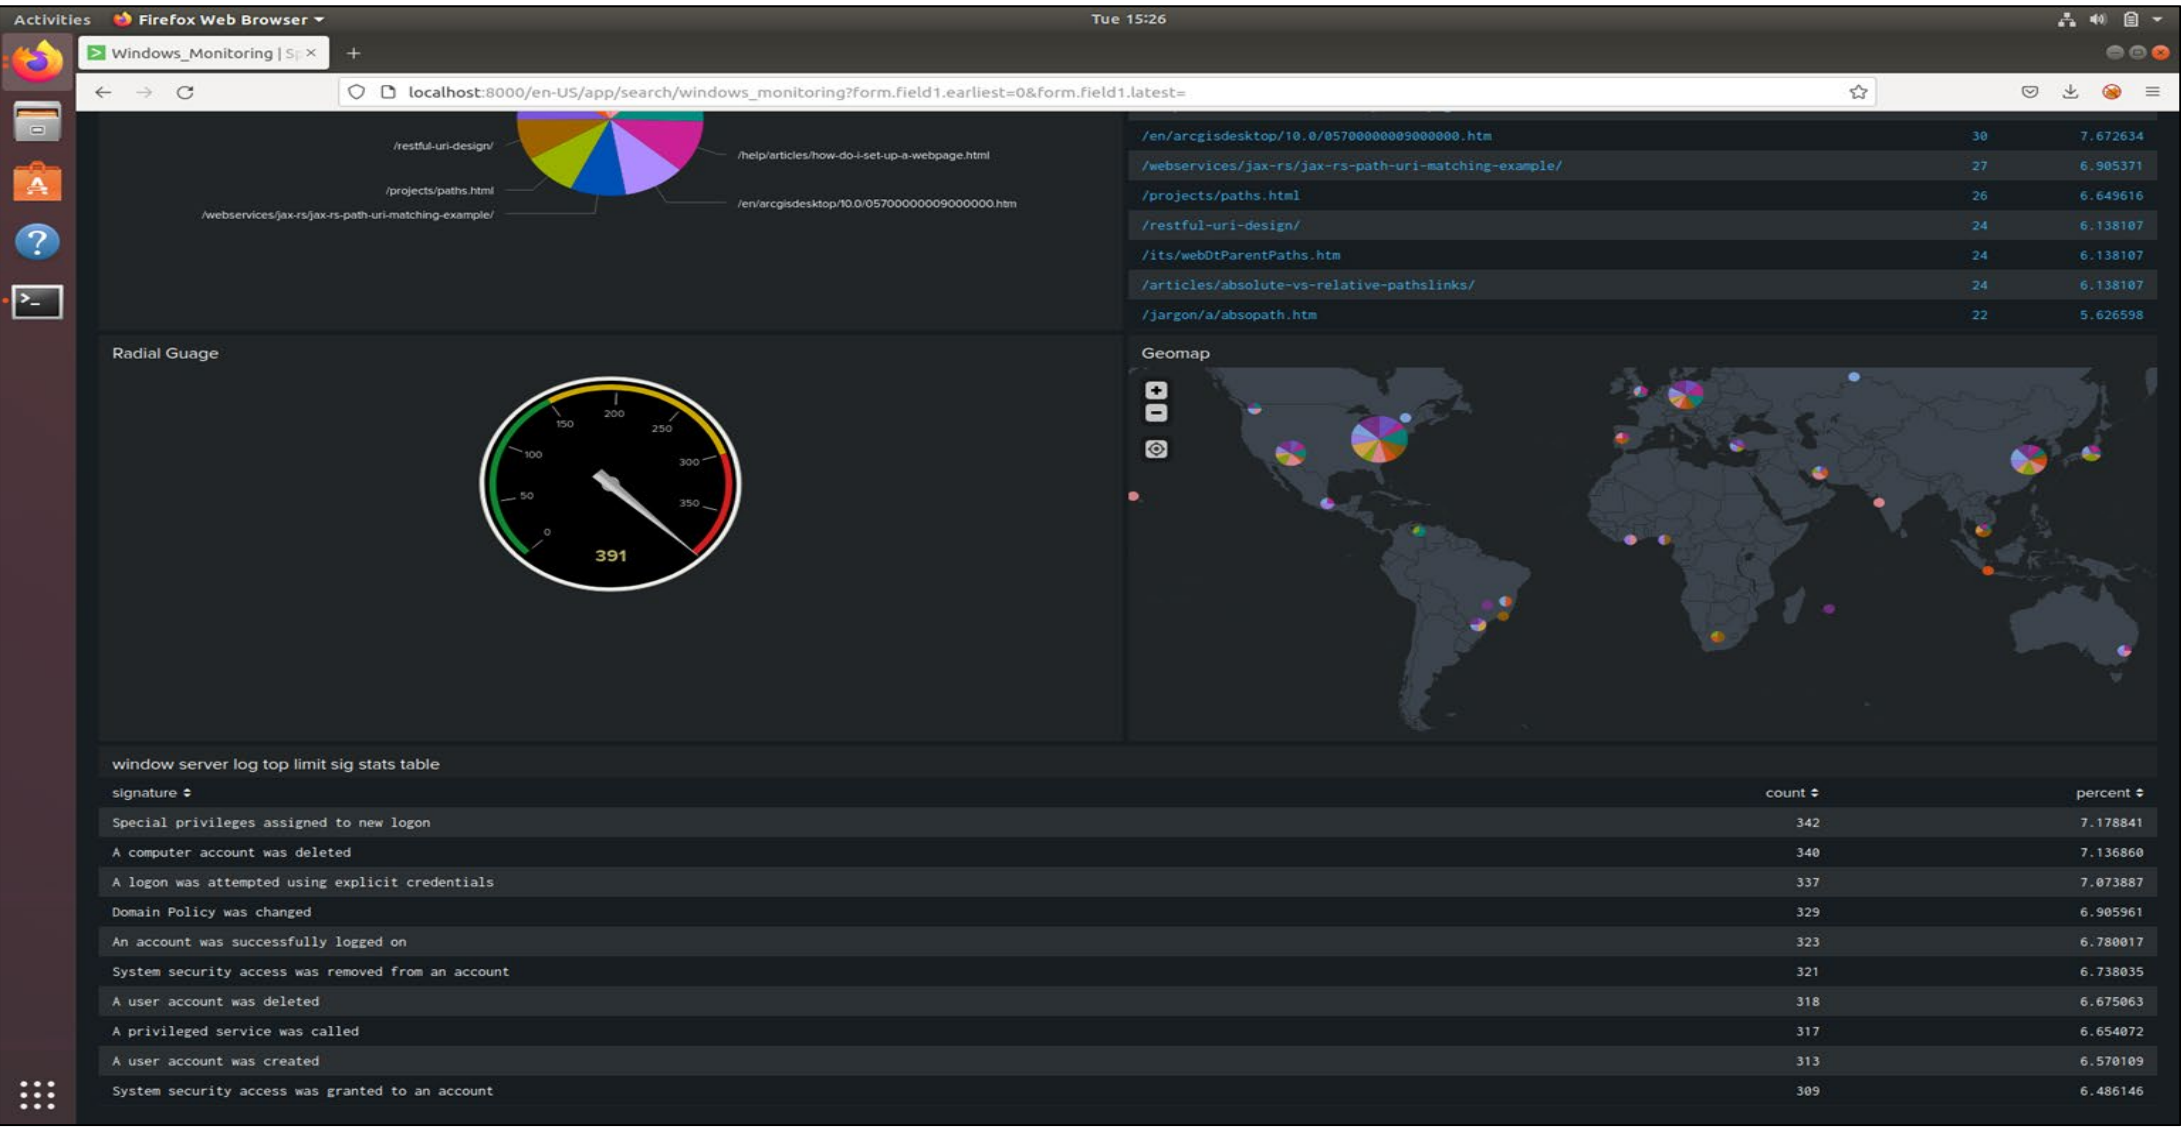 Activities Firefox Web Browser Tue 15:26
Windows_Monitoring | Sp
localhost:8000/en-US/app/search/windows_monitoring?form.field1.earliest=0&form.field1.latest=
/restful-uri-design/
/projects/paths.html
/webservices/jax-rs/jax-rs-path-uri-matching-example/
/help/articles/how-do-i-set-up-a-webpage.html
/en/arcgisdesktop/10.0/05700000009000000.htm
/en/arcgisdesktop/10.0/05700000009000000.htm 30 7.672634
/webservices/jax-rs/jax-rs-path-uri-matching-example/ 27 6.905371
/projects/paths.html 26 6.649616
/restful-uri-design/ 24 6.138107
/its/webDtParentPaths.htm 24 6.138107
/articles/absolute-vs-relative-pathslinks/ 24 6.138107
/jargon/a/absopath.htm 22 5.626598
Radial Guage
0
50
100
150
200
250
300
350
391
Geomap
window server log top limit sig stats table
signature count percent
Special privileges assigned to new logon 342 7.178841
A computer account was deleted 340 7.136860
A logon was attempted using explicit credentials 337 7.073887
Domain Policy was changed 329 6.905961
An account was successfully logged on 323 6.780017
System security access was removed from an account 321 6.738035
A user account was deleted 318 6.675063
A privileged service was called 317 6.654072
A user account was created 313 6.570109
System security access was granted to an account 309 6.486146